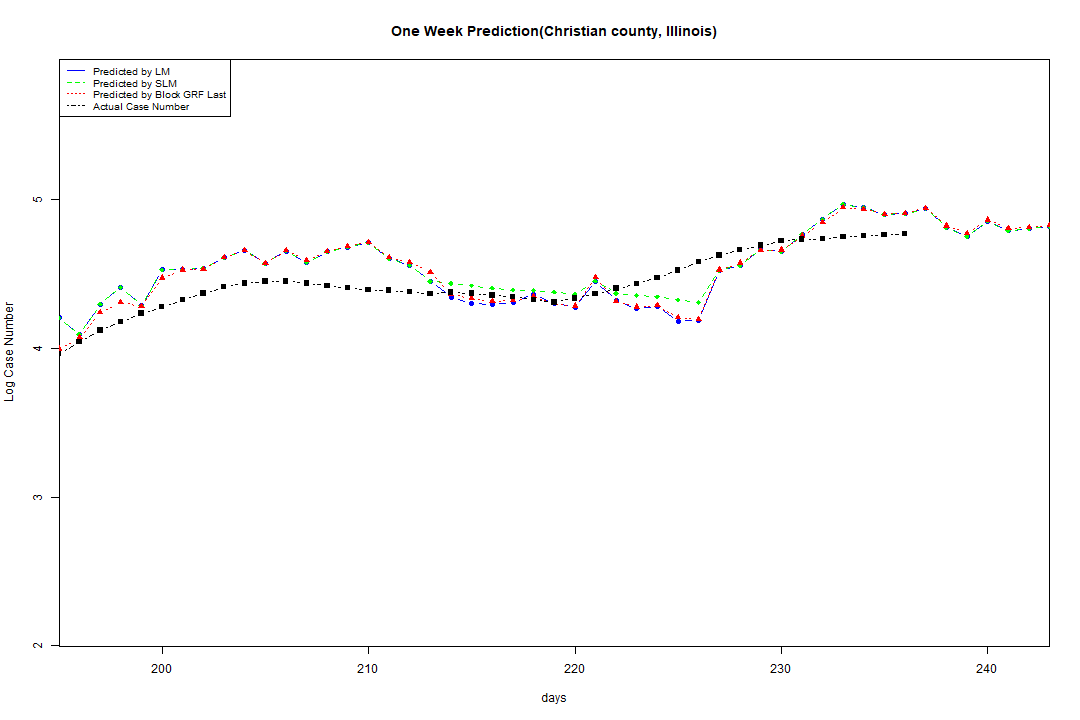 One Week Prediction(Christian county, Illinois)
Predicted by LM
Predicted by SLM
Predicted by Block GRF Last
Actual Case Number
5
4
3
2
Log Case Number
200 210 220 230 240
days